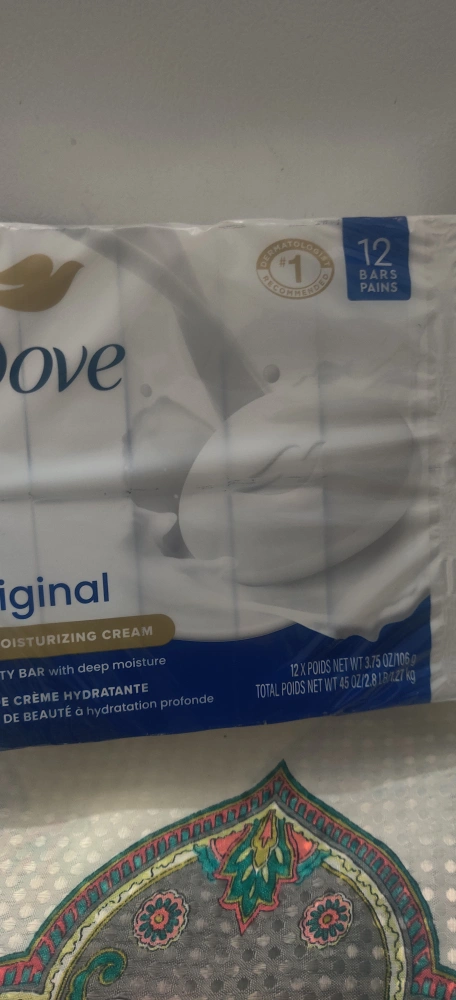 DERMATOLOGIST
#1
RECOMMENDED
12
BARS
PAINS
Dove
iginal
OISTURIZING CREAM
TY BAR with deep moisture
E CRÈME HYDRATANTE
DE BEAUTÉ à hydratation profonde
12 X POIDS NET WT 3.75 OZ/106 g
TOTAL POIDS NET WT 45 OZ/2.81 LB/1.27 kg